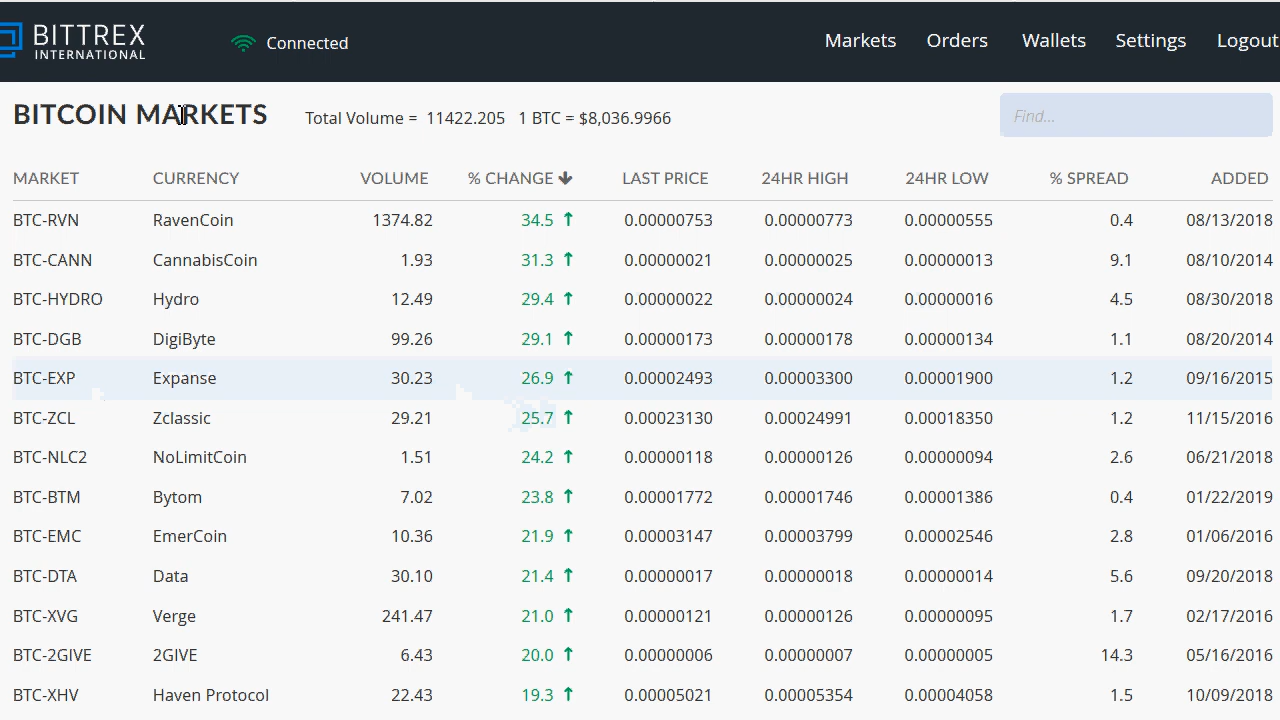 BITTREX
INTERNATIONAL
Connected
Markets Orders Wallets Settings Logout
BITCOIN MARKETS Total Volume = 11422.205 1 BTC = $8,036.9966 Find...
MARKET CURRENCY VOLUME % CHANGE LAST PRICE 24HR HIGH 24HR LOW % SPREAD ADDED
BTC-RVN RavenCoin 1374.82 34.5 0.00000753 0.00000773 0.00000555 0.4 08/13/2018
BTC-CANN CannabisCoin 1.93 31.3 0.00000021 0.00000025 0.00000013 9.1 08/10/2014
BTC-HYDRO Hydro 12.49 29.4 0.00000022 0.00000024 0.00000016 4.5 08/30/2018
BTC-DGB DigiByte 99.26 29.1 0.00000173 0.00000178 0.00000134 1.1 08/20/2014
BTC-EXP Expanse 30.23 26.9 0.00002493 0.00003300 0.00001900 1.2 09/16/2015
BTC-ZCL Zclassic 29.21 25.7 0.00023130 0.00024991 0.00018350 1.2 11/15/2016
BTC-NLC2 NoLimitCoin 1.51 24.2 0.00000118 0.00000126 0.00000094 2.6 06/21/2018
BTC-BTM Bytom 7.02 23.8 0.00001772 0.00001746 0.00001386 0.4 01/22/2019
BTC-EMC EmerCoin 10.36 21.9 0.00003147 0.00003799 0.00002546 2.8 01/06/2016
BTC-DTA Data 30.10 21.4 0.00000017 0.00000018 0.00000014 5.6 09/20/2018
BTC-XVG Verge 241.47 21.0 0.00000121 0.00000126 0.00000095 1.7 02/17/2016
BTC-2GIVE 2GIVE 6.43 20.0 0.00000006 0.00000007 0.00000005 14.3 05/16/2016
BTC-XHV Haven Protocol 22.43 19.3 0.00005021 0.00005354 0.00004058 1.5 10/09/2018